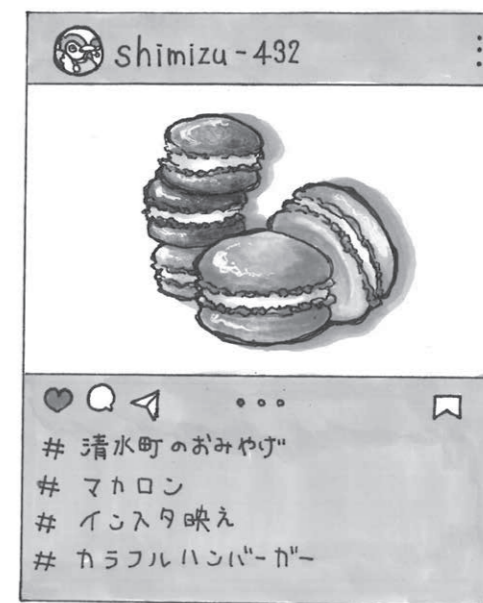 shimizu-432
# 清水町のおみやげ
# マカロン
# インスタ映え
# カラフルハンバーガー